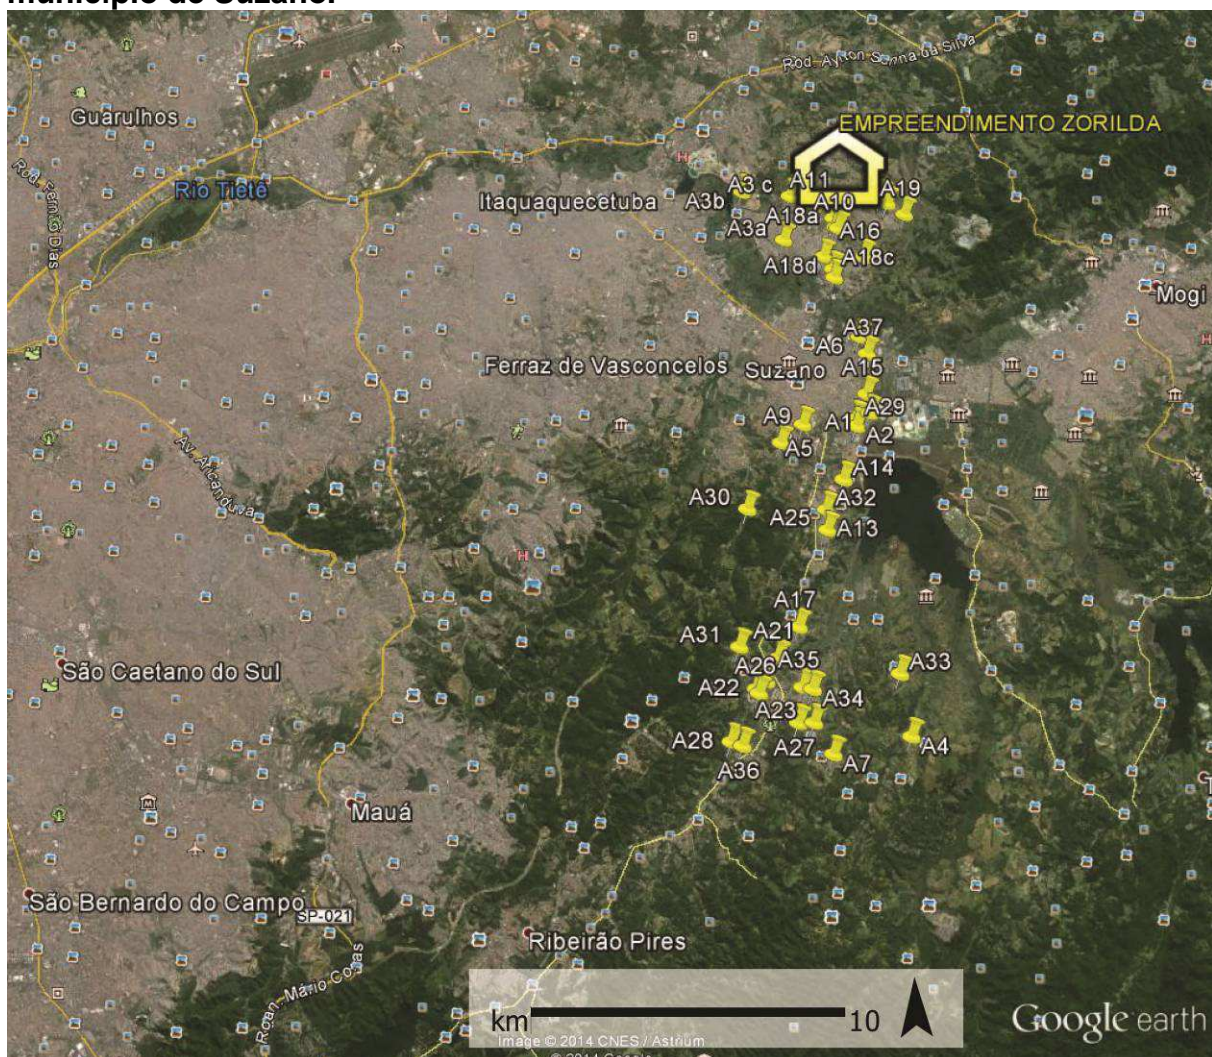 município de Suzano.
Rod. Ayrton Senna da Silva
Guarulhos
EMPREENDIMENTO ZORILDA
Rod. Fernão Dias
Rio Tietê
Itaquaquecetuba
A3 c
A11
A19
A3b
A10
A18a
A3a
A16
A18d
A18c
Mogi
A37
A6
Ferraz de Vasconcelos
Suzano
A15
A9
A1
A29
A5
A2
Av. Aricanduva
A14
A30
A32
A25
A13
A17
A31
A21
São Caetano do Sul
A26
A35
A33
A22
A23
A34
A28
A27
A4
A36
A7
Mauá
São Bernardo do Campo
SP-021
Ribeirão Pires
km
10
Image © 2014 CNES / Astrium
© 2014 Google
Google earth